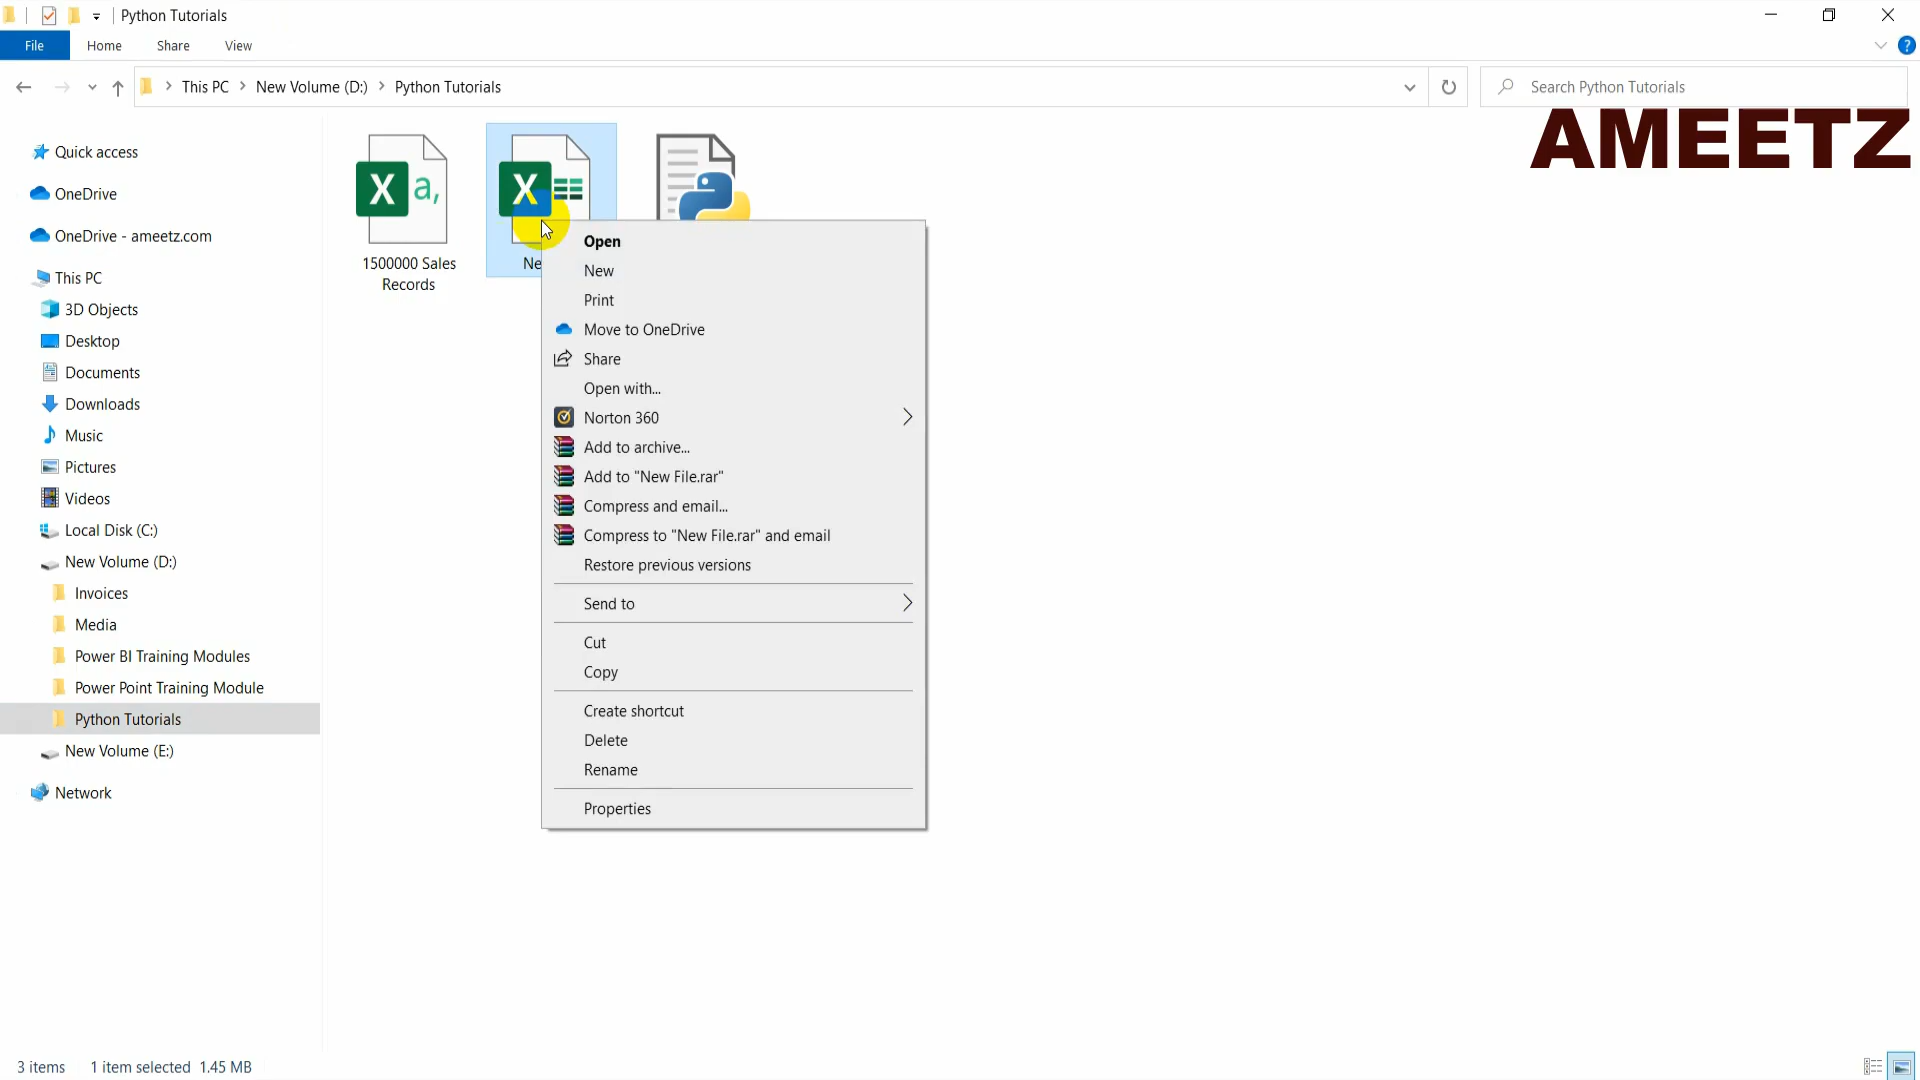 Python Tutorials
File Home Share View
This PC New Volume (D:) Python Tutorials
Search Python Tutorials
AMEETZ
Quick access
OneDrive
OneDrive - ameetz.com
This PC
3D Objects
Desktop
Documents
Downloads
Music
Pictures
Videos
Local Disk (C:)
New Volume (D:)
Invoices
Media
Power BI Training Modules
Power Point Training Module
Python Tutorials
New Volume (E:)
Network
X a,
1500000 Sales
Records
X
Ne
Open
New
Print
Move to OneDrive
Share
Open with...
Norton 360
Add to archive...
Add to "New File.rar"
Compress and email...
Compress to "New File.rar" and email
Restore previous versions
Send to
Cut
Copy
Create shortcut
Delete
Rename
Properties
3 items 1 item selected 1.45 MB